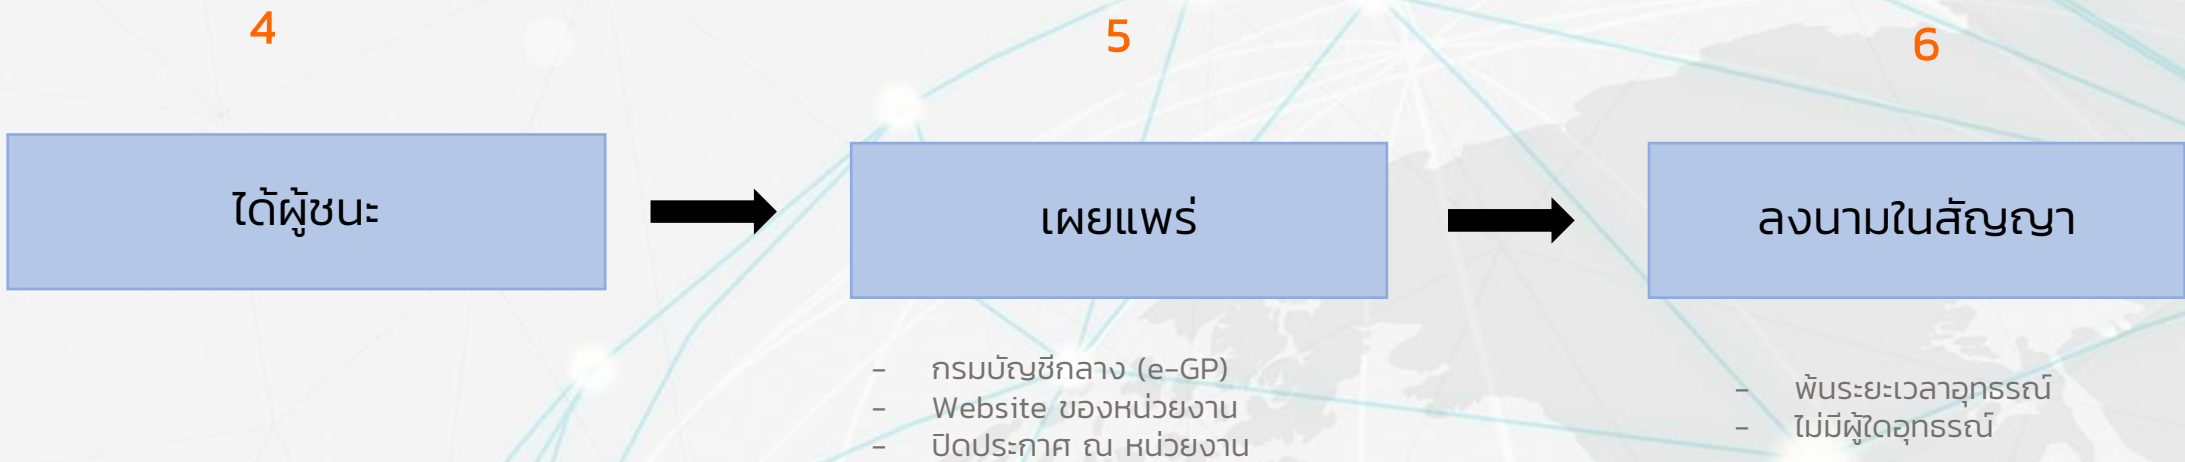 4
5
6
ได้ผู้ชนะ
เผยแพร่
ลงนามในสัญญา
- กรมบัญชีกลาง (e-GP)
- Website ของหน่วยงาน
- ปิดประกาศ ณ หน่วยงาน
- พ้นระยะเวลาอุทธรณ์
- ไม่มีผู้ใดอุทธรณ์